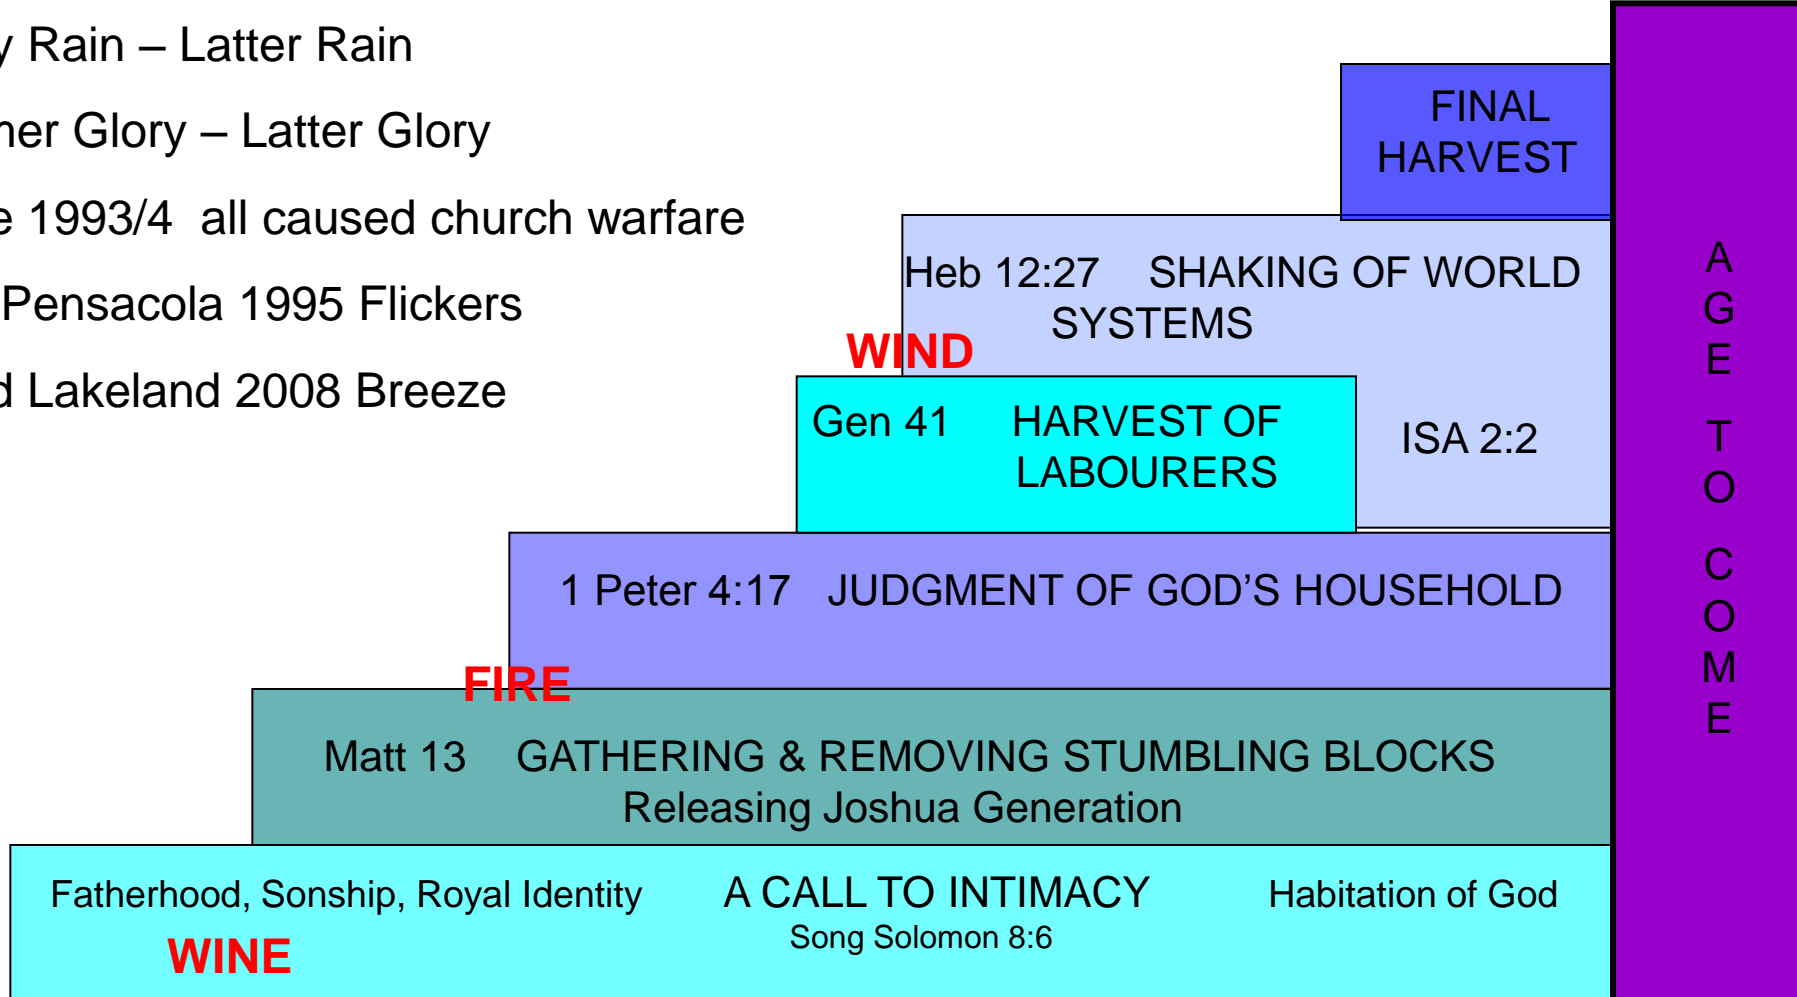 y Rain – Latter Rain
ner Glory – Latter Glory
e 1993/4 all caused church warfare
Pensacola 1995 Flickers
d Lakeland 2008 Breeze
FINAL
HARVEST
Heb 12:27 SHAKING OF WORLD
SYSTEMS
WIND
Gen 41 HARVEST OF
LABOURERS
ISA 2:2
1 Peter 4:17 JUDGMENT OF GOD’S HOUSEHOLD
FIRE
Matt 13 GATHERING & REMOVING STUMBLING BLOCKS
Releasing Joshua Generation
Fatherhood, Sonship, Royal Identity A CALL TO INTIMACY Habitation of God
Song Solomon 8:6
WINE
A
G
E
T
O
C
O
M
E